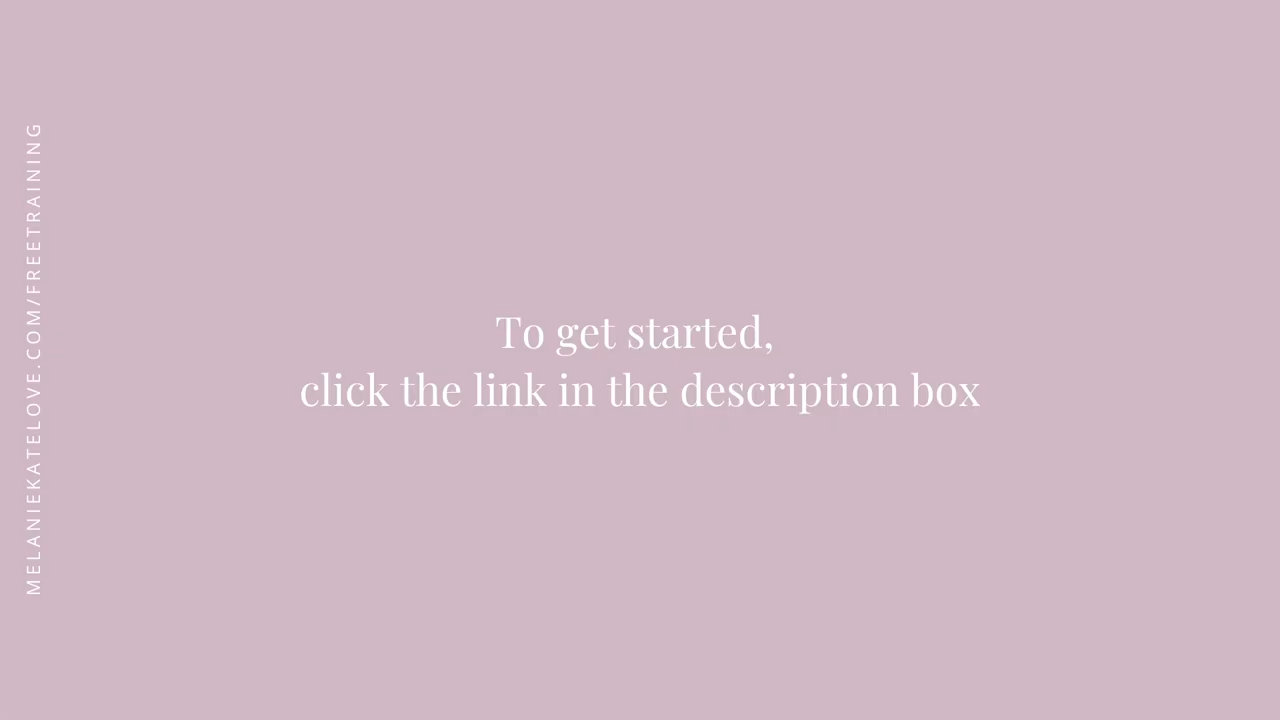 MELANIEKATELOVE.COM/FREETRAINING
To get started,
click the link in the description box